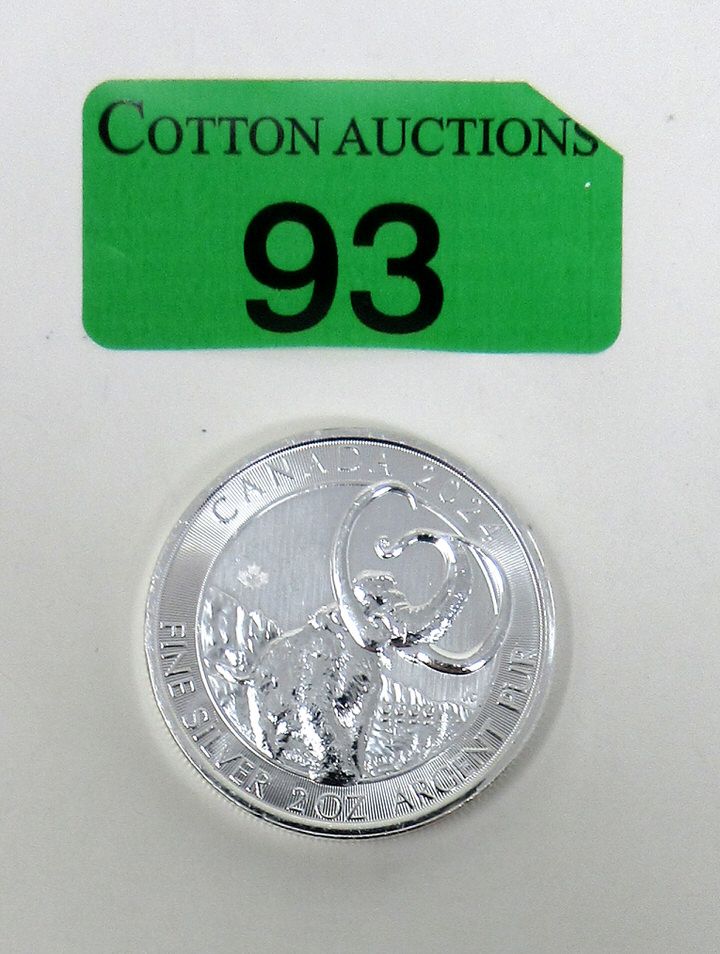 COTTON AUCTIONS
93
CANADA 2024
FINE SILVER 2 OZ ARGENT PUR